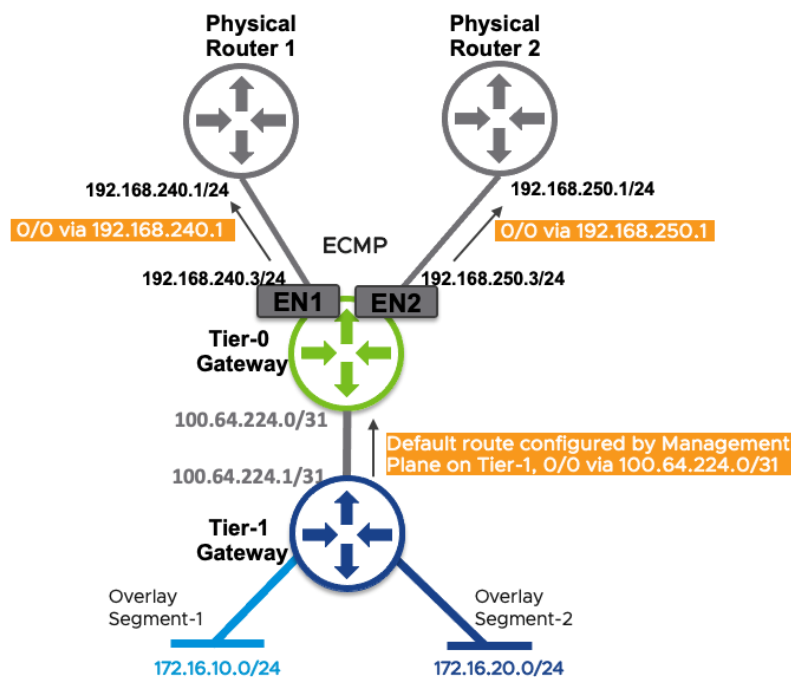 Physical
Router 1
Physical
Router 2
192.168.240.1/24
192.168.250.1/24
0/0 via 192.168.240.1
0/0 via 192.168.250.1
ECMP
192.168.240.3/24
192.168.250.3/24
EN1
EN2
Tier-0
Gateway
100.64.224.0/31
Default route configured by Management
Plane on Tier-1, 0/0 via 100.64.224.0/31
100.64.224.1/31
Tier-1
Gateway
Overlay
Segment-1
Overlay
Segment-2
172.16.10.0/24
172.16.20.0/24